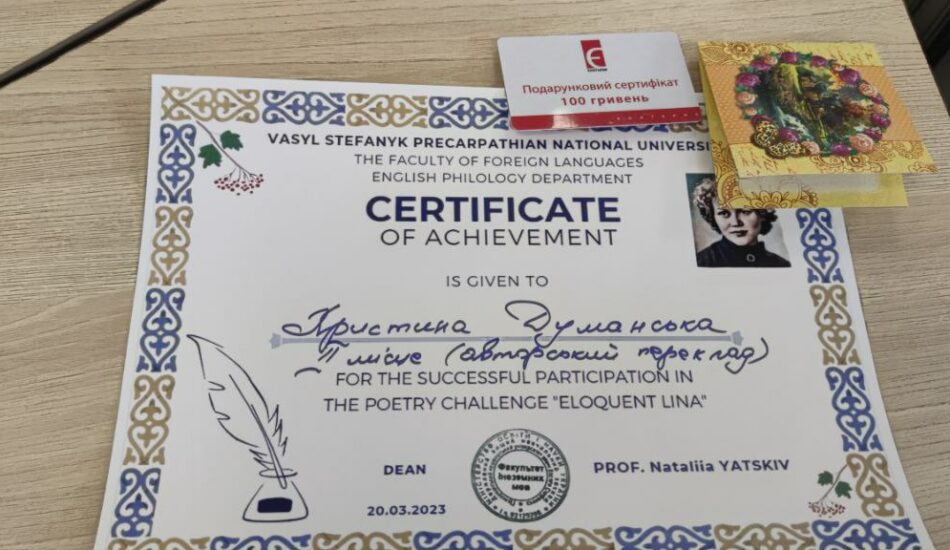 Подарунковий сертифікат
100 гривень
VASYL STEFANYK PRECARPATHIAN NATIONAL UNIVERSI
THE FACULTY OF FOREIGN LANGUAGES
ENGLISH PHILOLOGY DEPARTMENT
CERTIFICATE
OF ACHIEVEMENT
IS GIVEN TO
Христина Думанська
II місце (авторський переклад)
FOR THE SUCCESSFUL PARTICIPATION IN
THE POETRY CHALLENGE "ELOQUENT LINA"
DEAN
Факультет
іноземних
мов
PROF. Nataliia YATSKIV
20.03.2023